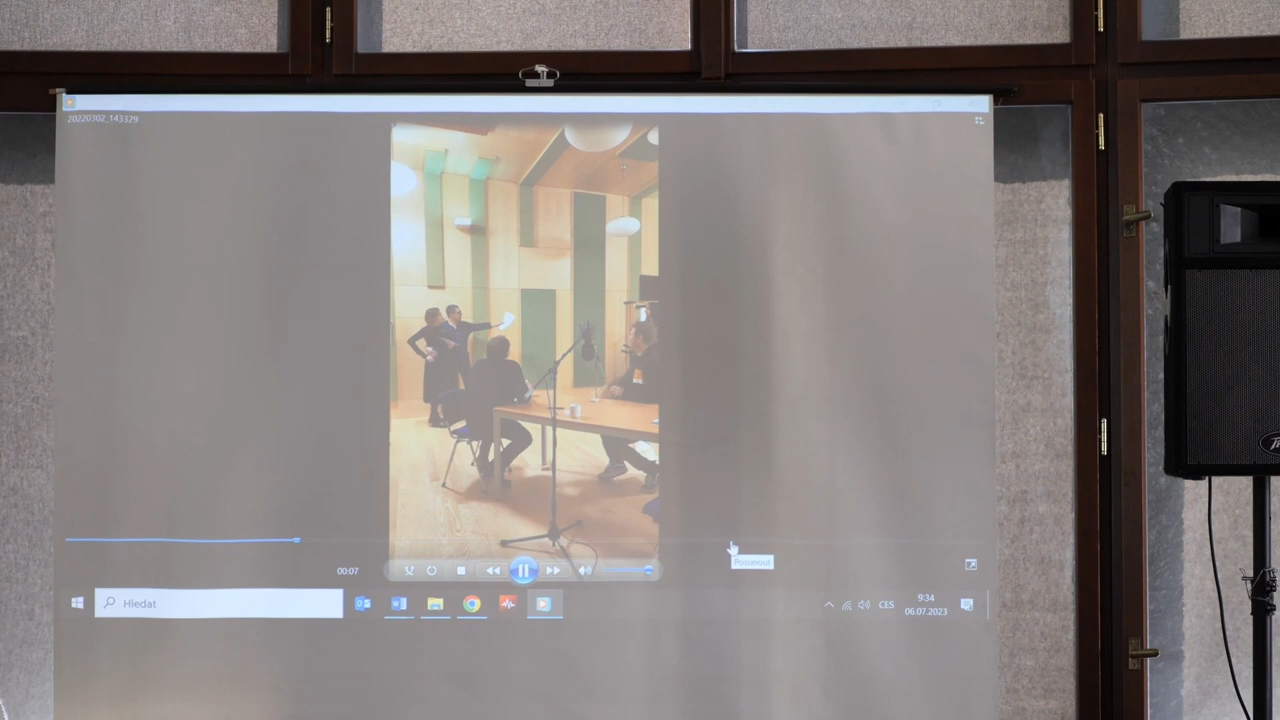 20220302_143329
00:07
Posunout
Hledat
CES
9:34
06.07.2023